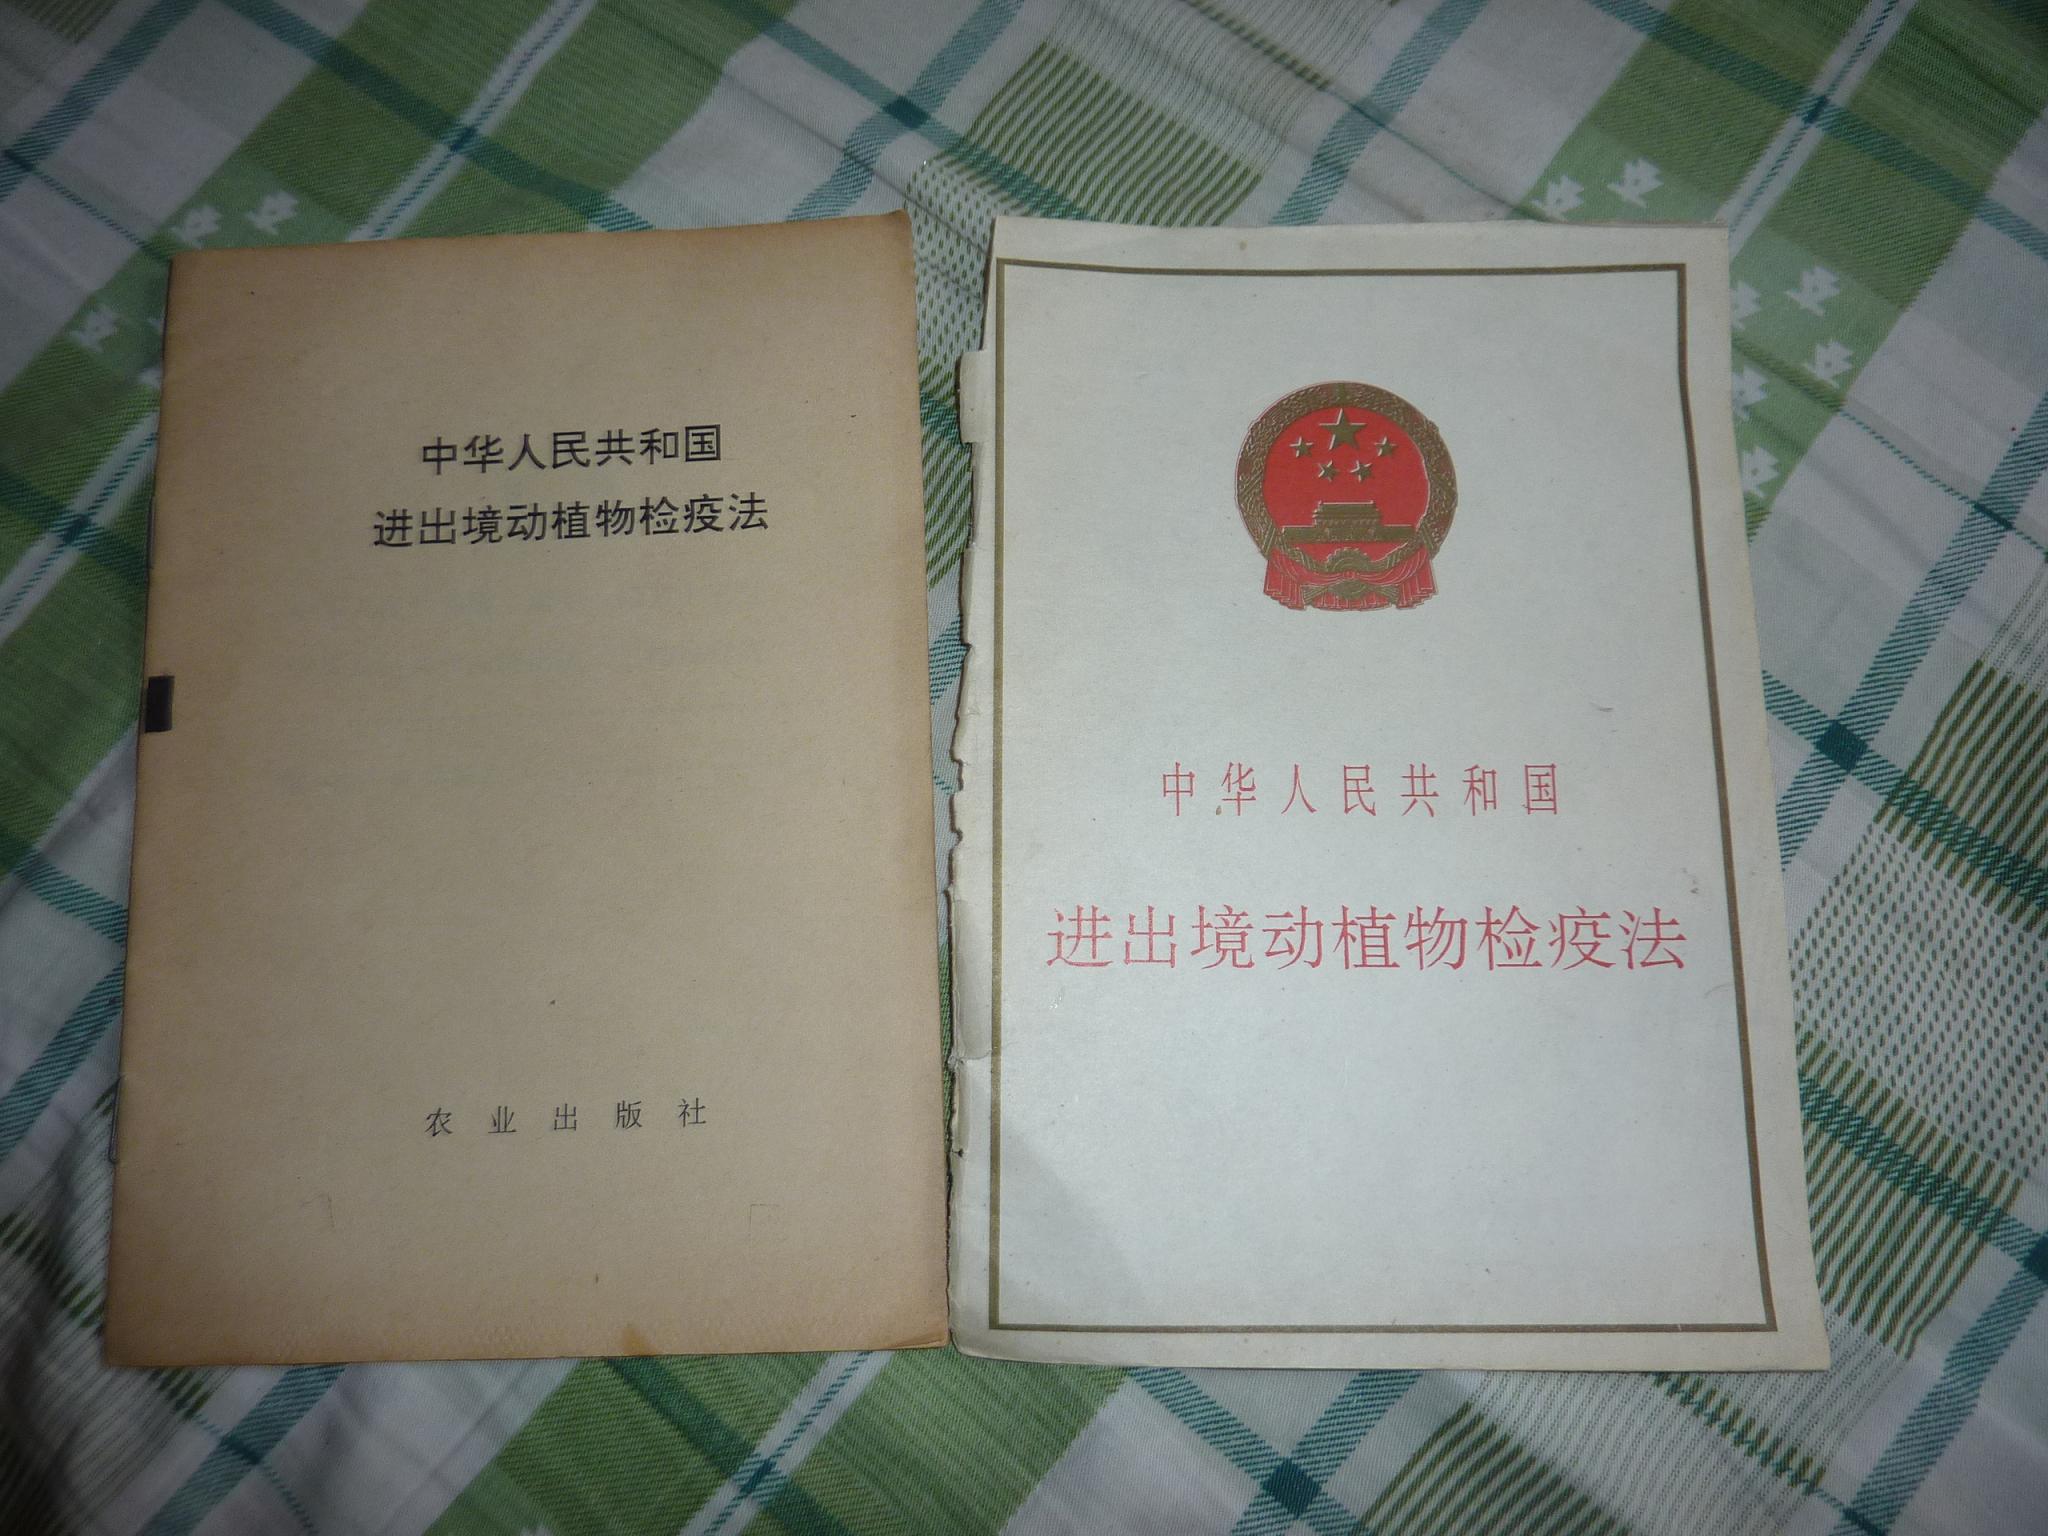 中华人民共和国
进出境动植物检疫法
农业出版社
中华人民共和国
进出境动植物检疫法